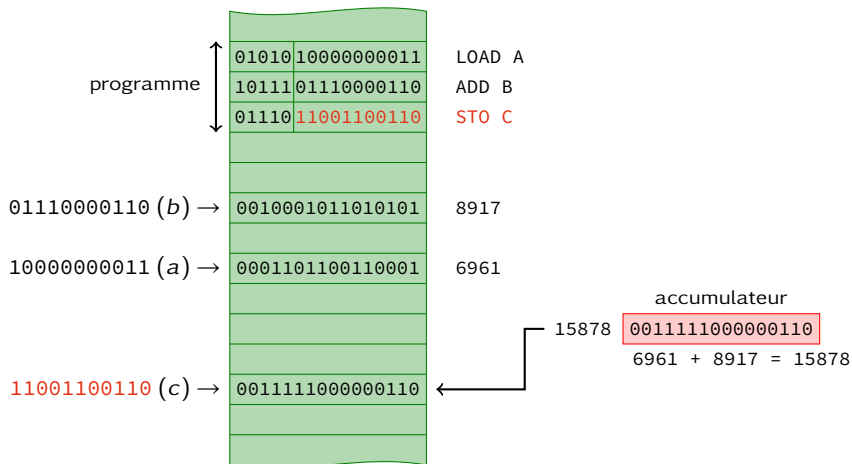 01010 10000000011 LOAD A
programme
10111 01110000110 ADD B
01110 11001100110 STO C
01110000110 (b) → 0010001011010101 8917
10000000011 (a) → 0001101100110001 6961
accumulateur
15878 0011111000000110
6961 + 8917 = 15878
11001100110 (c) → 0011111000000110